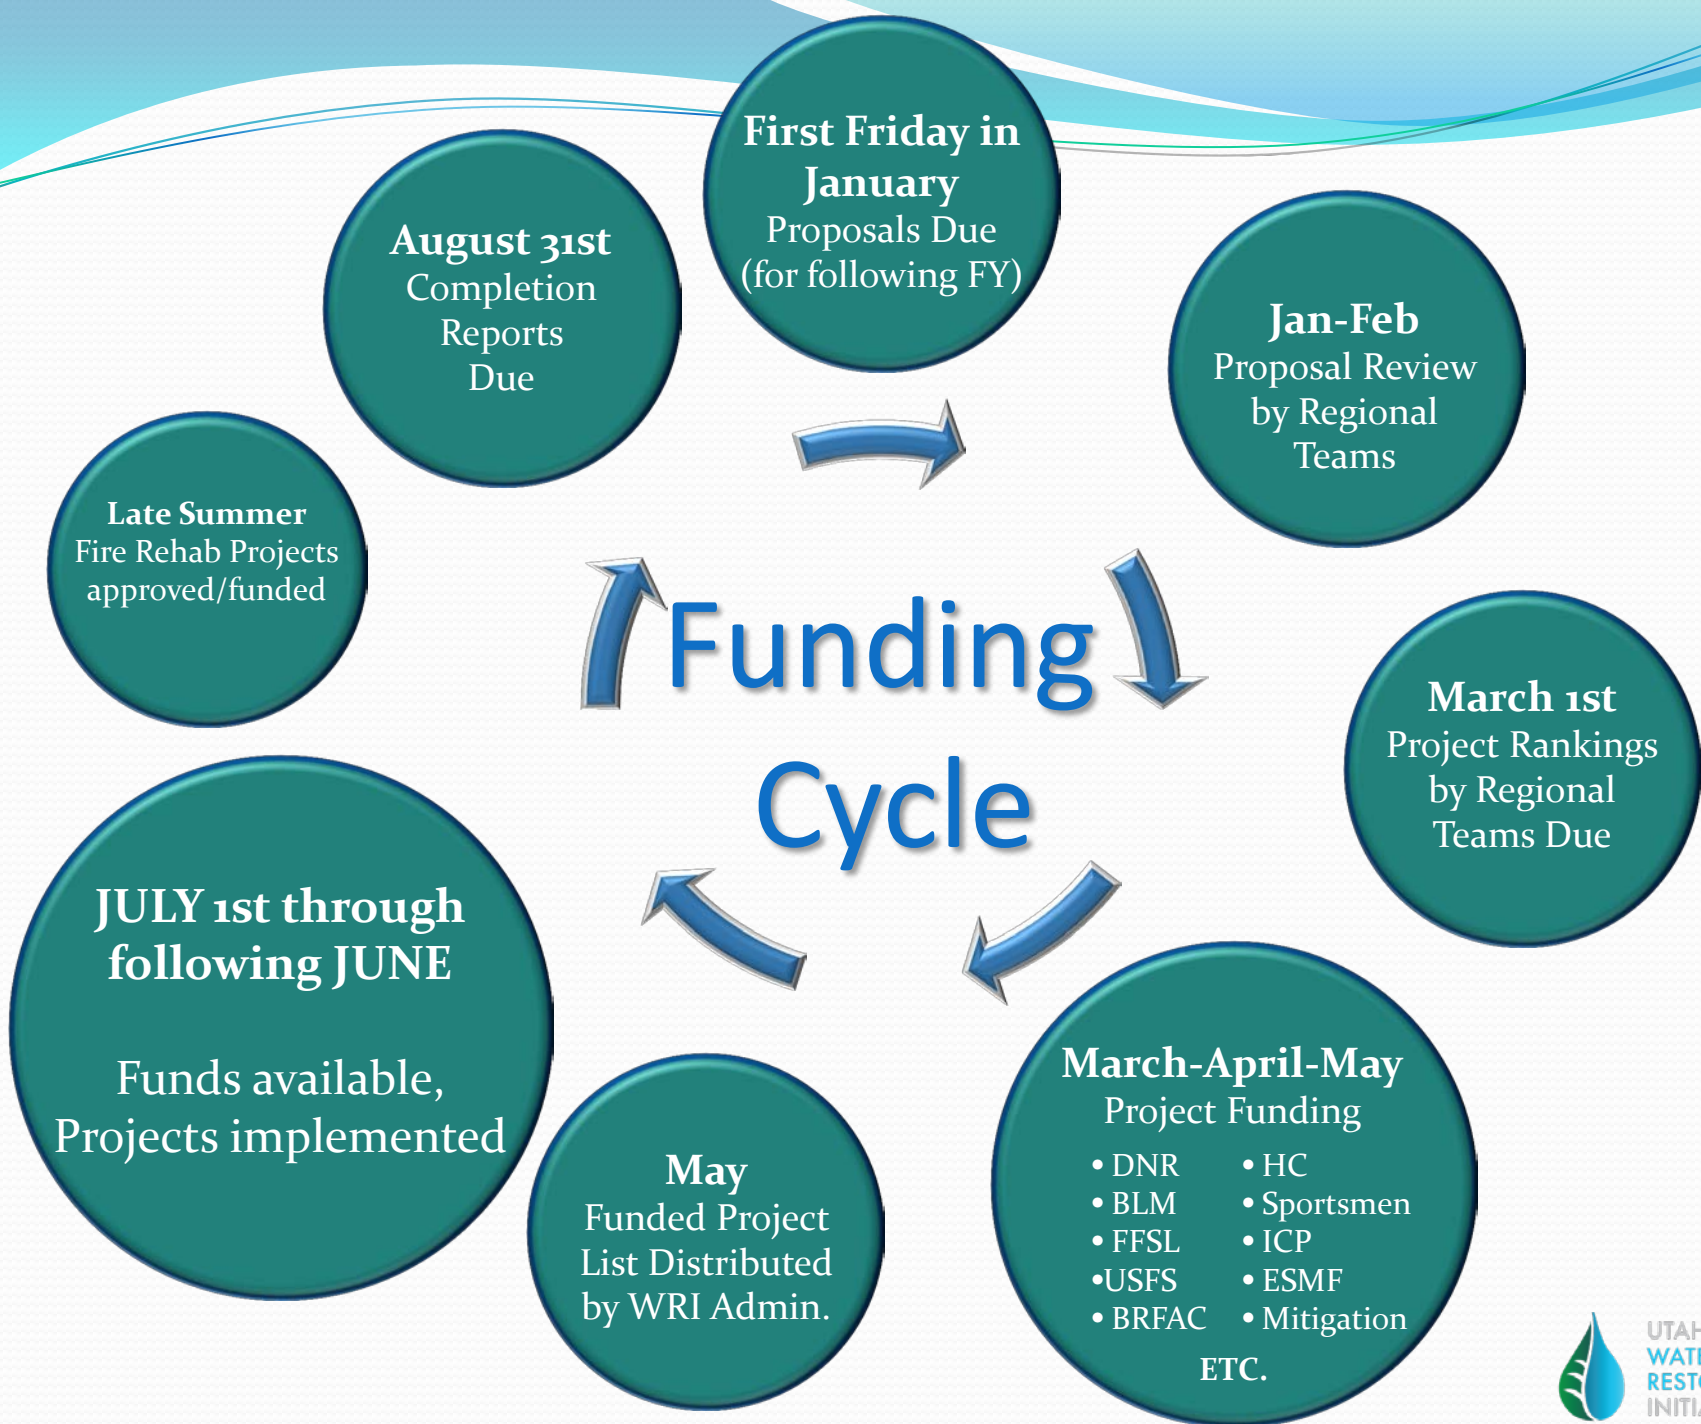 First Friday in
January
Proposals Due
(for following FY)
Jan-Feb
Proposal Review
by Regional
Teams
March 1st
Project Rankings
by Regional
Teams Due
March-April-May
Project Funding
• DNR • HC
• BLM • Sportsmen
• FFSL • ICP
•USFS • ESMF
• BRFAC • Mitigation
ETC.
May
Funded Project
List Distributed
by WRI Admin.
JULY 1st through
following JUNE
Funds available,
Projects implemented
Late Summer
Fire Rehab Projects
approved/funded
August 31st
Completion
Reports
Due
Funding
Cycle
UTAH